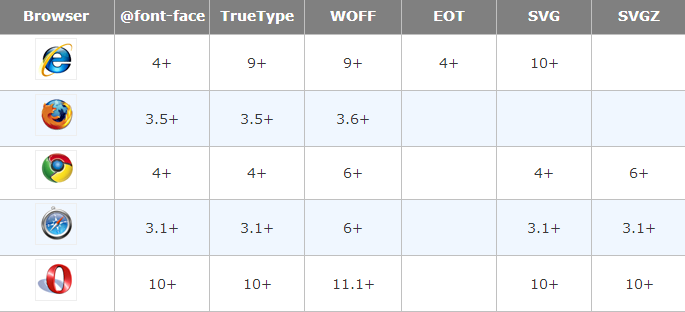 Browser @font-face TrueType WOFF EOT SVG SVGZ
4+ 9+ 9+ 4+ 10+
3.5+ 3.5+ 3.6+
4+ 4+ 6+ 4+ 6+
3.1+ 3.1+ 6+ 3.1+ 3.1+
10+ 10+ 11.1+ 10+ 10+